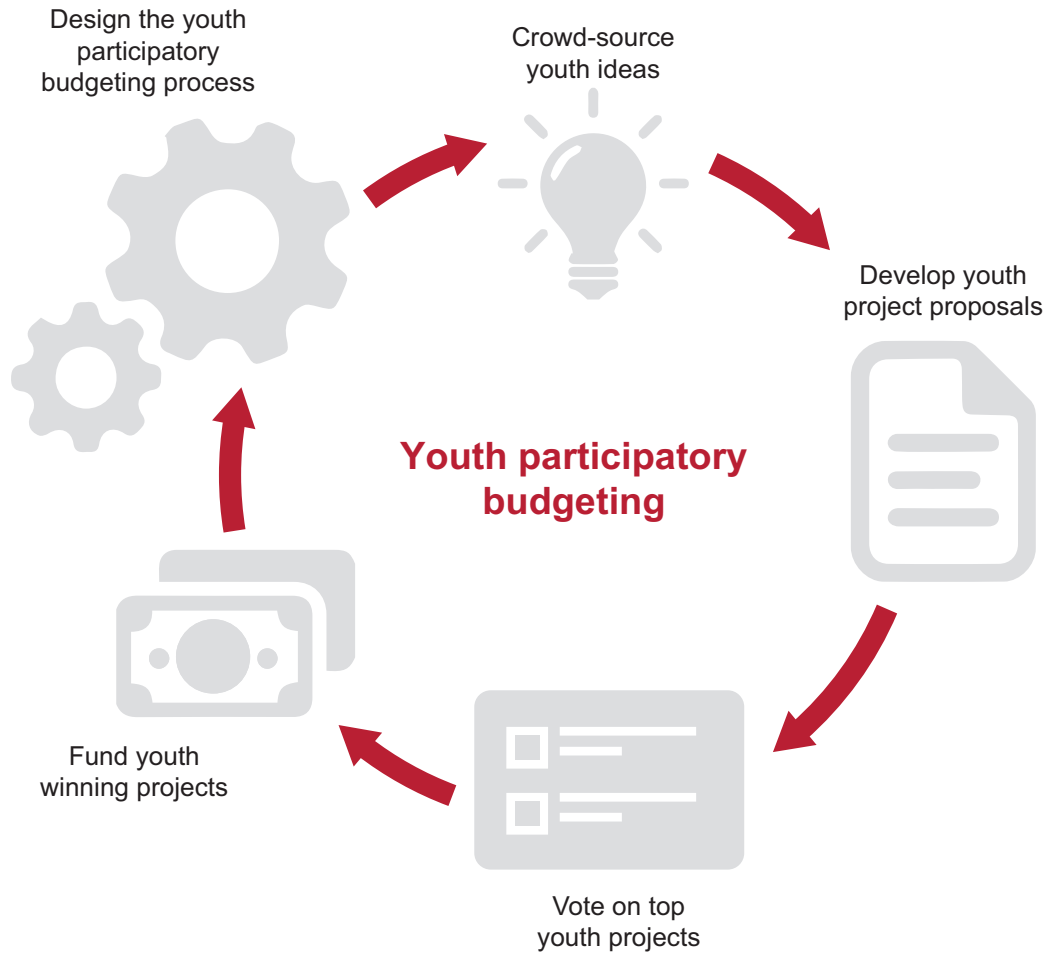 Design the youth
participatory
budgeting process
Crowd-source
youth ideas
Develop youth
project proposals
Youth participatory
budgeting
Fund youth
winning projects
Vote on top
youth projects